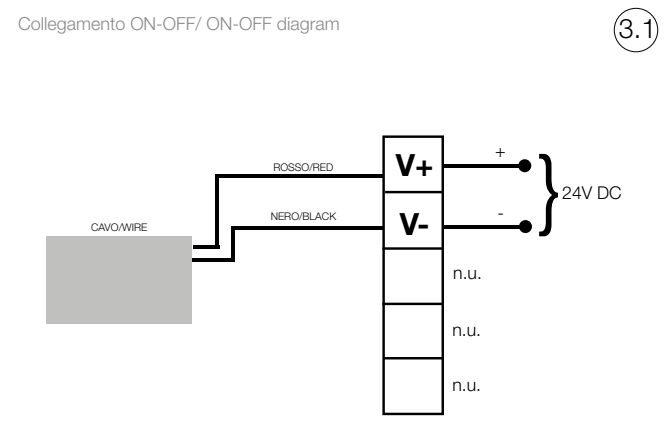 Collegamento ON-OFF/ ON-OFF diagram
3.1
ROSSO/RED
V+
+
24V DC
NERO/BLACK
V-
-
CAVO/WIRE
n.u.
n.u.
n.u.